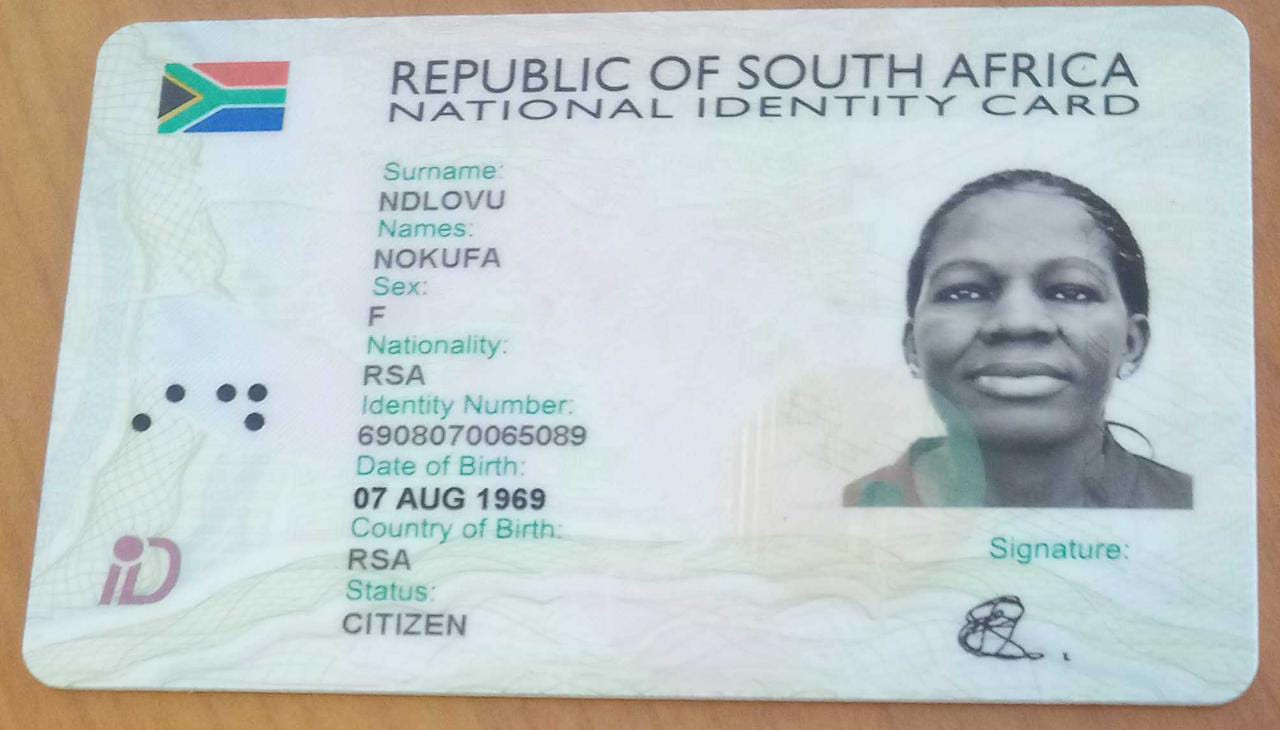 REPUBLIC OF SOUTH AFRICA
NATIONAL IDENTITY CARD
Surname:
NDLOVU
Names:
NOKUFA
Sex:
F
Nationality:
RSA
Identity Number:
6908070065089
Date of Birth:
07 AUG 1969
Country of Birth:
RSA
Status:
CITIZEN
Signature:
iD